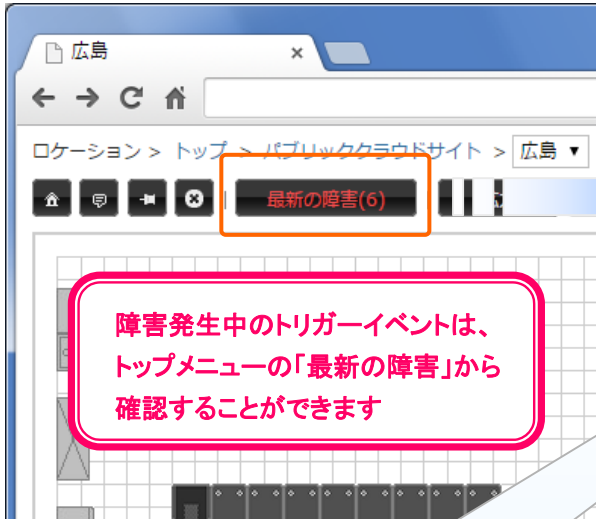 広島
ロケーション > トップ > パブリッククラウドサイト > 広島
最新の障害(6)
障害発生中のトリガーイベントは、
トップメニューの「最新の障害」から
確認することができます